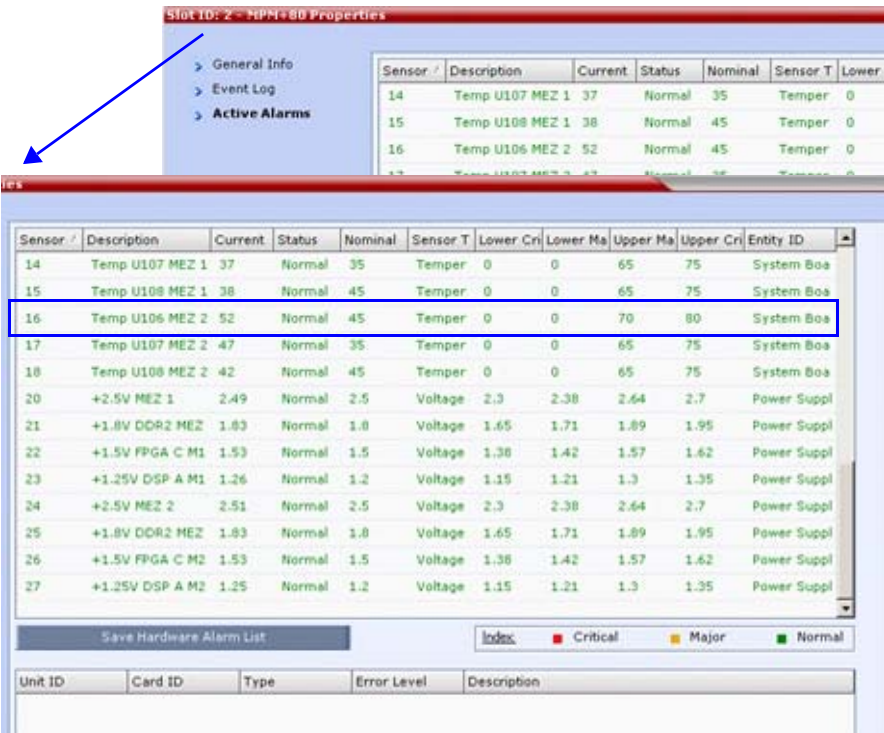 Slot ID: 2 - MPM+80 Properties
General Info
Event Log
Active Alarms
Sensor / Description Current Status Nominal Sensor T Lower
14 Temp U107 MEZ 1 37 Normal 35 Temper 0
15 Temp U108 MEZ 1 38 Normal 45 Temper 0
16 Temp U106 MEZ 2 52 Normal 45 Temper 0
ies
Sensor / Description Current Status Nominal Sensor T Lower Cri Lower Ma Upper Ma Upper Cri Entity ID
14 Temp U107 MEZ 1 37 Normal 35 Temper 0 0 65 75 System Boa
15 Temp U108 MEZ 1 38 Normal 45 Temper 0 0 65 75 System Boa
16 Temp U106 MEZ 2 52 Normal 45 Temper 0 0 70 80 System Boa
17 Temp U107 MEZ 2 47 Normal 35 Temper 0 0 65 75 System Boa
18 Temp U108 MEZ 2 42 Normal 45 Temper 0 0 65 75 System Boa
20 +2.5V MEZ 1 2.49 Normal 2.5 Voltage 2.3 2.38 2.64 2.7 Power Suppl
21 +1.8V DDR2 MEZ 1.83 Normal 1.8 Voltage 1.65 1.71 1.89 1.95 Power Suppl
22 +1.5V FPGA C M1 1.53 Normal 1.5 Voltage 1.38 1.42 1.57 1.62 Power Suppl
23 +1.25V DSP A M1 1.26 Normal 1.2 Voltage 1.15 1.21 1.3 1.35 Power Suppl
24 +2.5V MEZ 2 2.51 Normal 2.5 Voltage 2.3 2.38 2.64 2.7 Power Suppl
25 +1.8V DDR2 MEZ 1.83 Normal 1.8 Voltage 1.65 1.71 1.89 1.95 Power Suppl
26 +1.5V FPGA C M2 1.53 Normal 1.5 Voltage 1.38 1.42 1.57 1.62 Power Suppl
27 +1.25V DSP A M2 1.25 Normal 1.2 Voltage 1.15 1.21 1.3 1.35 Power Suppl
Save Hardware Alarm List
Index Critical Major Normal
Unit ID Card ID Type Error Level Description